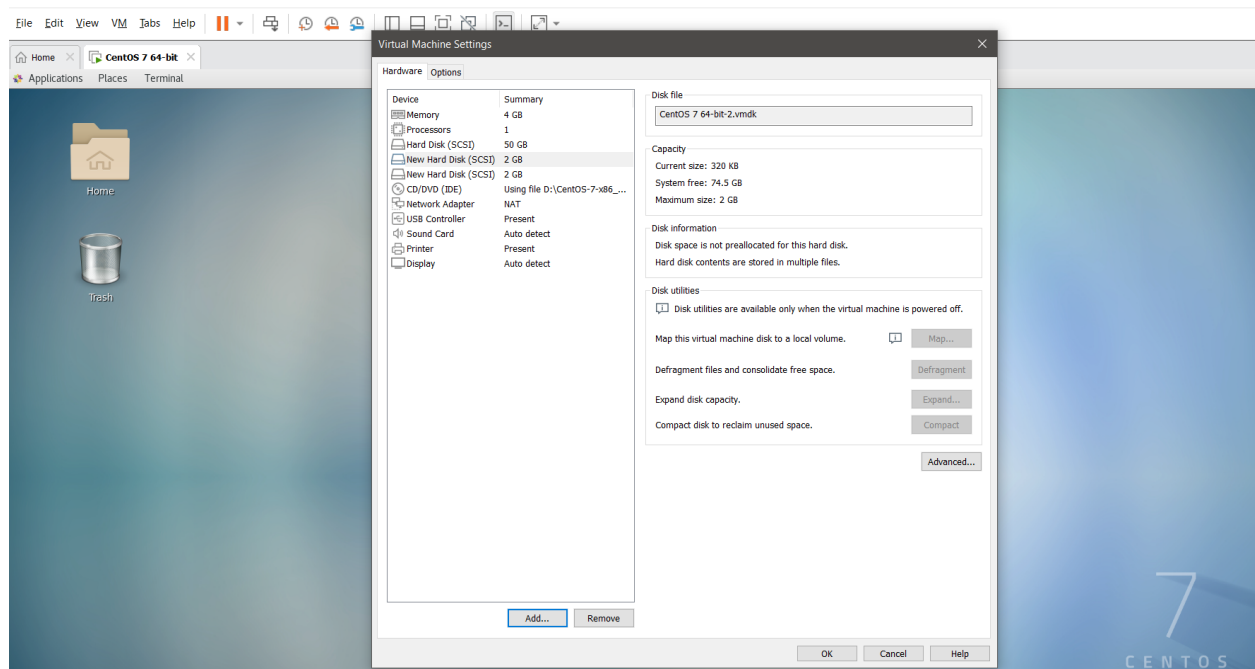 File Edit View VM Tabs Help
Home CentOS 7 64-bit
Applications Places Terminal
Home
Trash
Virtual Machine Settings
Hardware Options
Device Summary
Memory 4 GB
Processors 1
Hard Disk (SCSI) 50 GB
New Hard Disk (SCSI) 2 GB
New Hard Disk (SCSI) 2 GB
CD/DVD (IDE) Using file D:\CentOS-7-x86_...
Network Adapter NAT
USB Controller Present
Sound Card Auto detect
Printer Present
Display Auto detect
Add... Remove
Disk file
CentOS 7 64-bit-2.vmdk
Capacity
Current size: 320 KB
System free: 74.5 GB
Maximum size: 2 GB
Disk information
Disk space is not preallocated for this hard disk.
Hard disk contents are stored in multiple files.
Disk utilities
Disk utilities are available only when the virtual machine is powered off.
Map this virtual machine disk to a local volume. Map...
Defragment files and consolidate free space. Defragment
Expand disk capacity. Expand...
Compact disk to reclaim unused space. Compact
Advanced...
OK Cancel Help
7
CENTOS